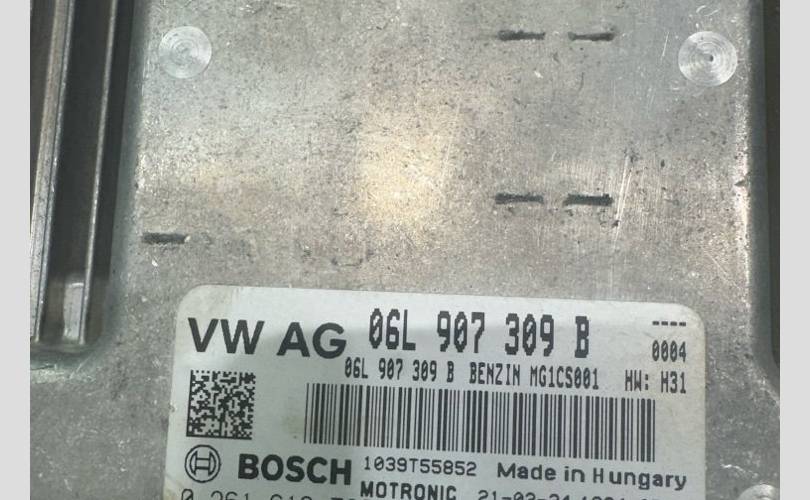 VW AG 06L 907 309 B ----
0004
06L 907 309 B BENZIN MG1CS001 HW: H31
BOSCH 1039T55852 Made in Hungary
MOTRONIC